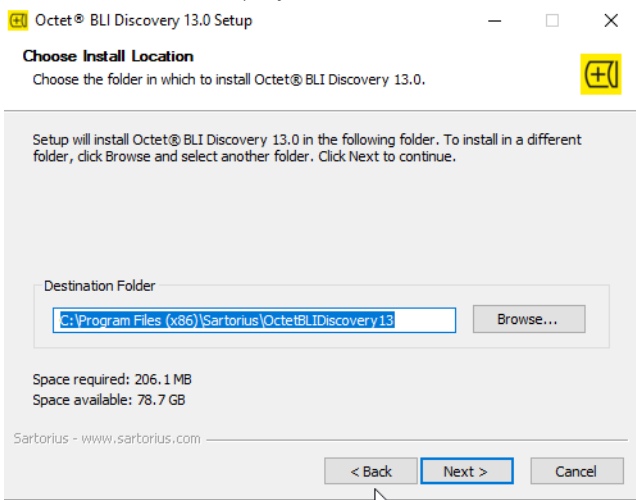 Octet® BLI Discovery 13.0 Setup
Choose Install Location
Choose the folder in which to install Octet® BLI Discovery 13.0.
Setup will install Octet® BLI Discovery 13.0 in the following folder. To install in a different
folder, click Browse and select another folder. Click Next to continue.
Destination Folder
C:\Program Files (x86)\Sartorius\OctetBLIDiscovery13
Browse...
Space required: 206.1 MB
Space available: 78.7 GB
Sartorius - www.sartorius.com
< Back Next > Cancel